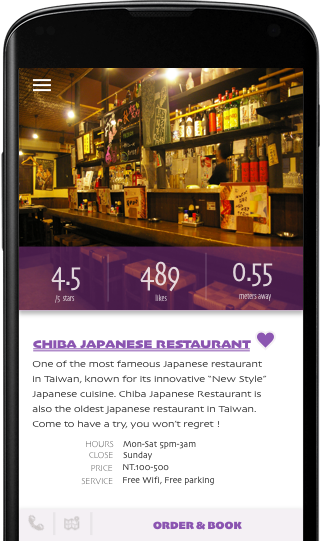 4.5
/5 stars
489
likes
0.55
meters away
CHIBA JAPANESE RESTAURANT
One of the most fameous Japanese restaurant
in Taiwan, known for its innovative "New Style"
Japanese cuisine. Chiba Japanese Restaurant is
also the oldest Japanese restaurant in Taiwan.
Come to have a try, you won't regret !
HOURS Mon-Sat 5pm-3am
CLOSE Sunday
PRICE NT.100-500
SERVICE Free Wifi, Free parking
ORDER & BOOK